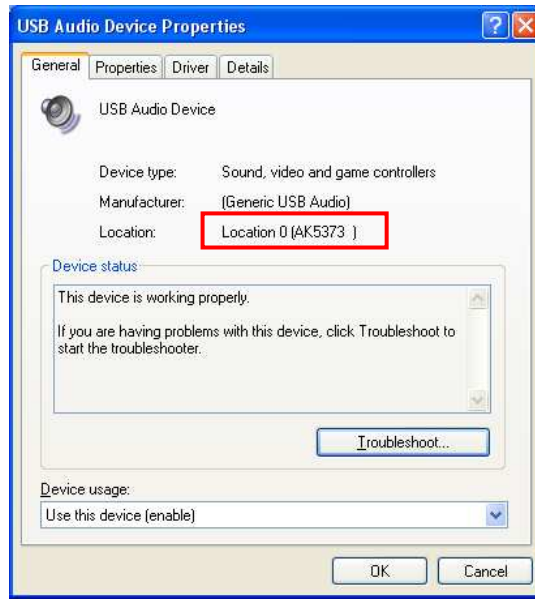 USB Audio Device Properties
General Properties Driver Details
USB Audio Device
Device type: Sound, video and game controllers
Manufacturer: (Generic USB Audio)
Location: Location 0 (AK5373 )
Device status
This device is working properly.
If you are having problems with this device, click Troubleshoot to
start the troubleshooter.
Troubleshoot...
Device usage:
Use this device (enable)
OK Cancel